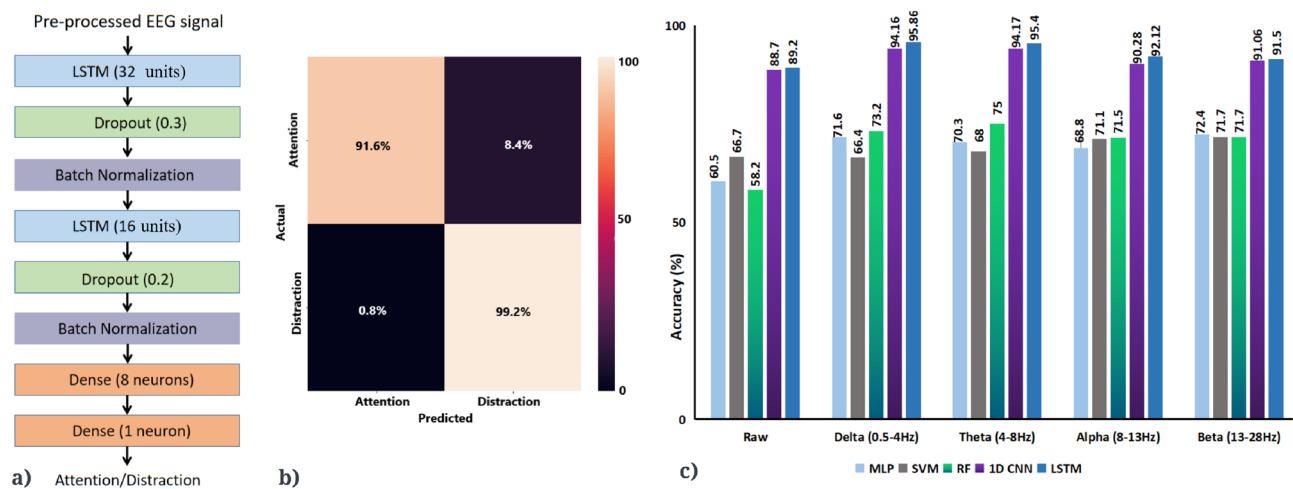 Pre-processed EEG signal
LSTM (32 units)
Dropout (0.3)
Batch Normalization
LSTM (16 units)
Dropout (0.2)
Batch Normalization
Dense (8 neurons)
Dense (1 neuron)
Attention/Distraction
a)
100
50
0
Actual
Attention
Distraction
91.6%
8.4%
0.8%
99.2%
Attention
Distraction
Predicted
b)
100
50
0
Accuracy (%)
60.5
66.7
58.2
88.7
89.2
71.6
66.4
73.2
94.16
95.86
70.3
68
75
94.17
95.4
68.8
71.1
71.5
90.28
92.12
72.4
71.7
71.7
91.06
91.5
Raw
Delta (0.5-4Hz)
Theta (4-8Hz)
Alpha (8-13Hz)
Beta (13-28Hz)
MLP SVM RF 1D CNN LSTM
c)